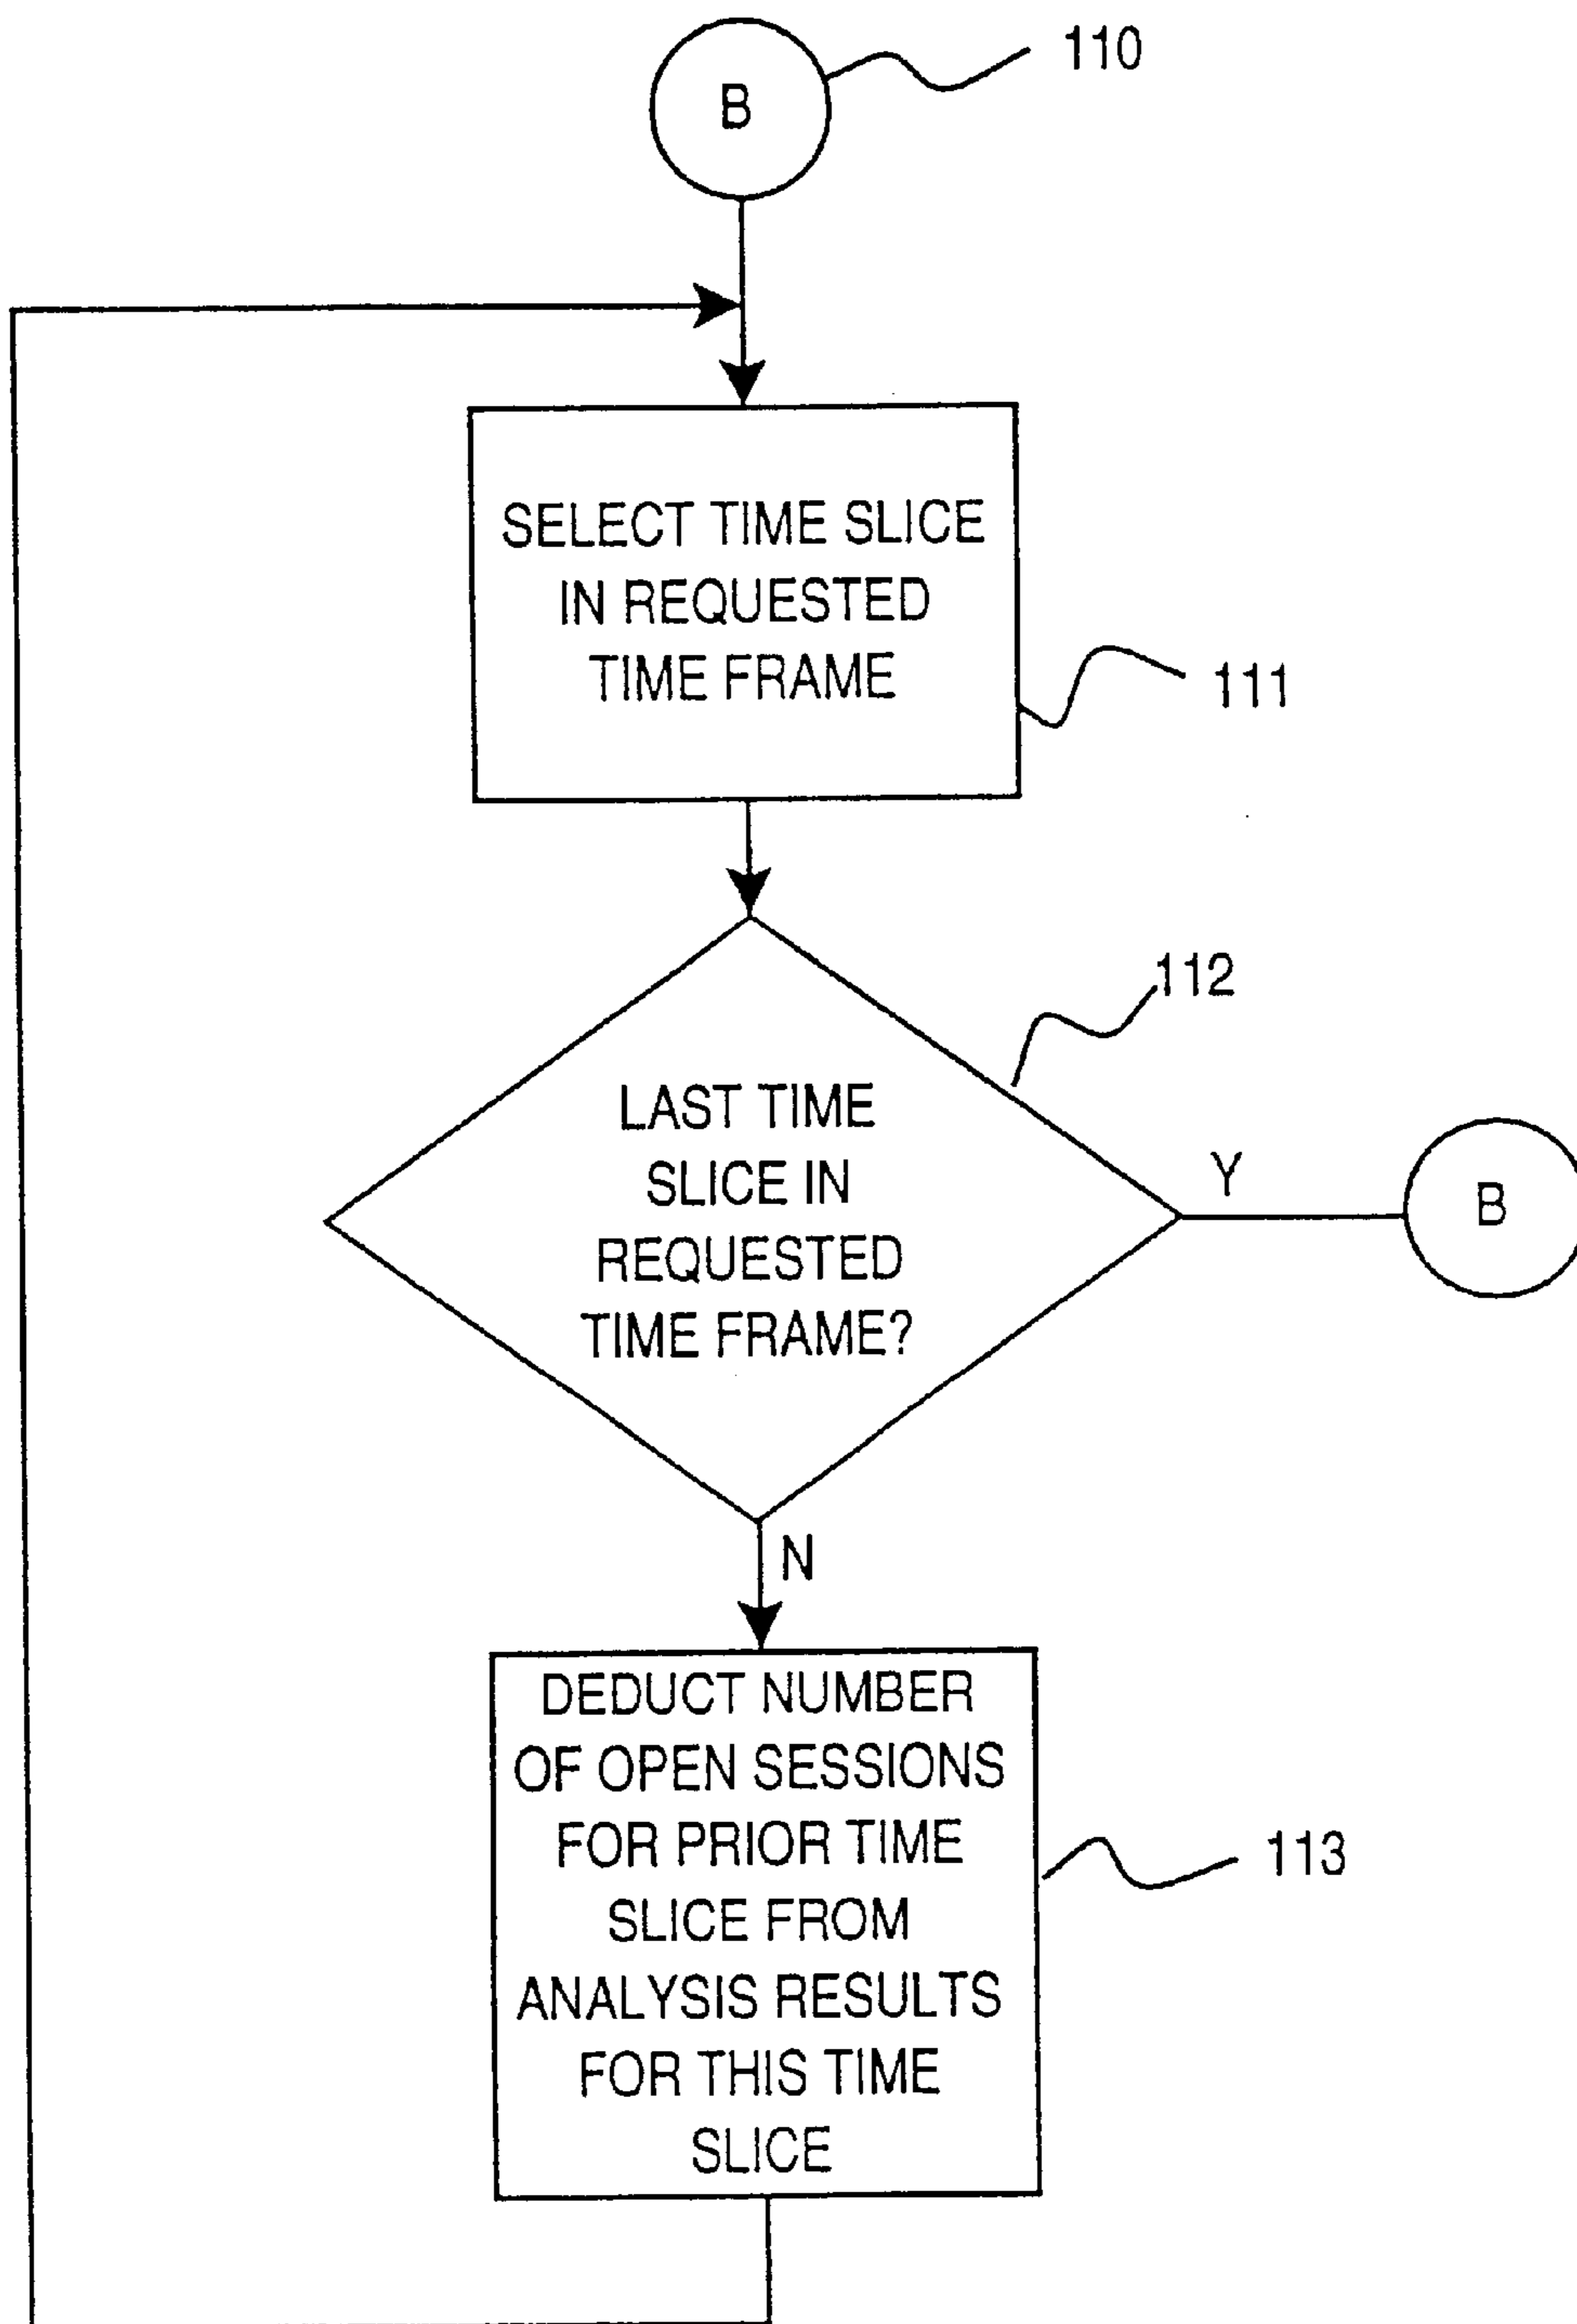 B
110
SELECT TIME SLICE
IN REQUESTED
TIME FRAME
111
112
LAST TIME
SLICE IN
REQUESTED
TIME FRAME?
Y
B
N
DEDUCT NUMBER
OF OPEN SESSIONS
FOR PRIOR TIME
SLICE FROM
ANALYSIS RESULTS
FOR THIS TIME
SLICE
113